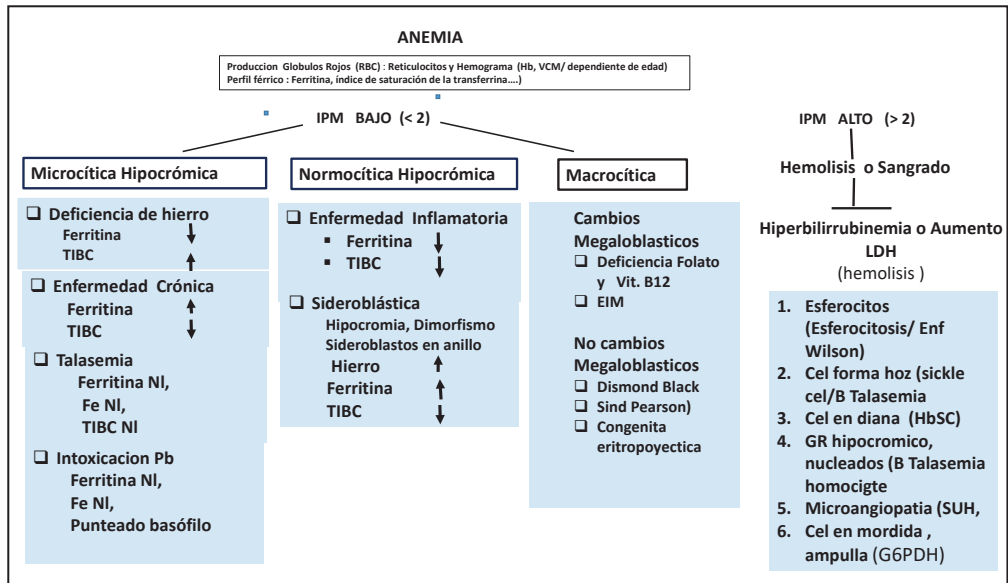 ANEMIA
Produccion Globulos Rojos (RBC) : Reticulocitos y Hemograma (Hb, VCM/ dependiente de edad)
Perfil férrico : Ferritina, índice de saturación de la transferrina....)
IPM BAJO (< 2)
Microcítica Hipocrómica
❑ Deficiencia de hierro
Ferritina ↓
TIBC ↑
❑ Enfermedad Crónica
Ferritina ↑
TIBC ↓
❑ Talasemia
Ferritina Nl,
Fe Nl,
TIBC Nl
❑ Intoxicacion Pb
Ferritina Nl,
Fe Nl,
Punteado basófilo
Normocítica Hipocrómica
❑ Enfermedad Inflamatoria
▪ Ferritina ↓
▪ TIBC ↓
❑ Sideroblástica
Hipocromia, Dimorfismo
Sideroblastos en anillo
Hierro ↑
Ferritina ↑
TIBC ↓
Macrocítica
Cambios
Megaloblasticos
❑ Deficiencia Folato
y Vit. B12
❑ EIM
No cambios
Megaloblasticos
❑ Dismond Black
❑ Sind Pearson)
❑ Congenita
eritropoyectica
IPM ALTO (> 2)
Hemolisis o Sangrado
Hiperbilirrubinemia o Aumento
LDH
(hemolisis )
1. Esferocitos
(Esferocitosis/ Enf
Wilson)
2. Cel forma hoz (sickle
cel/B Talasemia
3. Cel en diana (HbSC)
4. GR hipocromico,
nucleados (B Talasemia
homocigte
5. Microangiopatia (SUH,
6. Cel en mordida ,
ampulla (G6PDH)